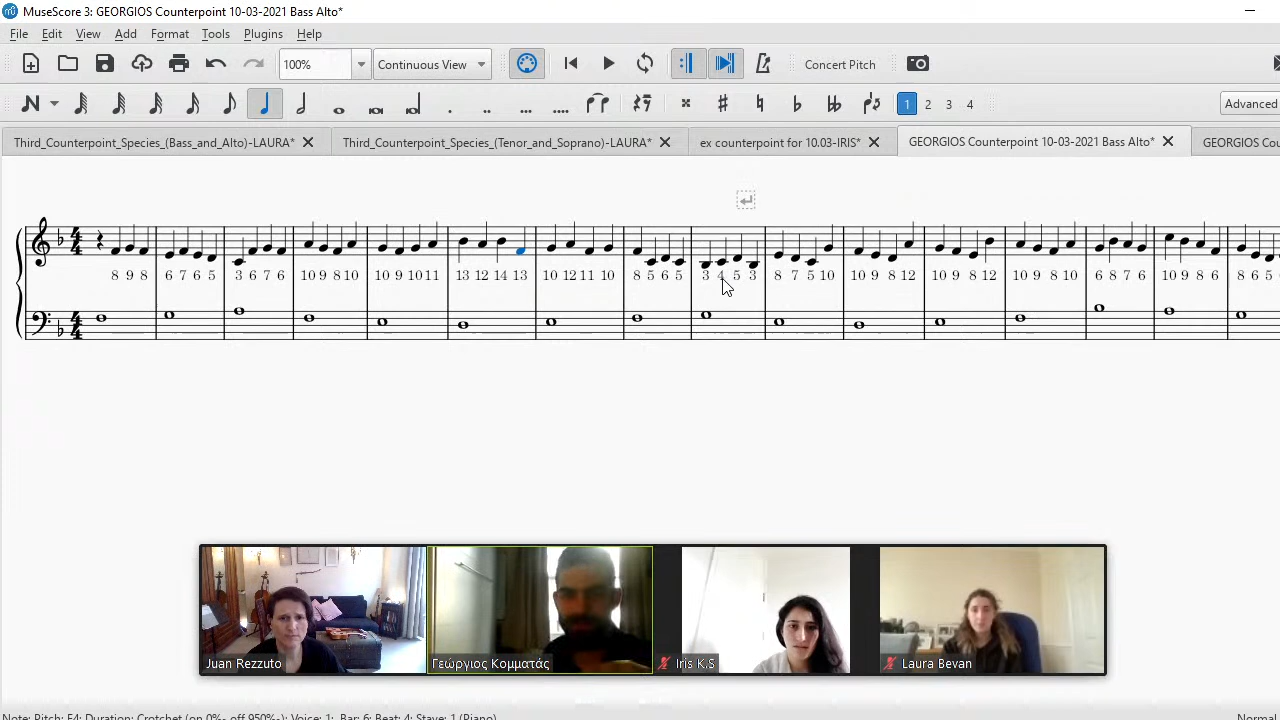 MuseScore 3: GEORGIOS Counterpoint 10-03-2021 Bass Alto*
File Edit View Add Format Tools Plugins Help
100% Continuous View Concert Pitch
1 2 3 4 Advanced
Third_Counterpoint_Species_(Bass_and_Alto)-LAURA* Third_Counterpoint_Species_(Tenor_and_Soprano)-LAURA* ex counterpoint for 10.03-IRIS* GEORGIOS Counterpoint 10-03-2021 Bass Alto* GEORGIOS Cou
8 9 8 6 7 6 5 3 6 7 6 10 9 8 10 10 9 10 11 13 12 14 13 10 12 11 10 8 5 6 5 3 4 5 3 8 7 5 10 10 9 8 12 10 9 8 12 10 9 8 10 6 8 7 6 10 9 8 6 8 6 5
Juan Rezzuto Γεώργιος Κομματάς Iris K.S Laura Bevan
Note; Pitch: F4; Duration: Crotchet (on 0%- off 950%-); Voice: 1; Bar: 6; Beat: 4; Stave: 1 (Piano) Normal